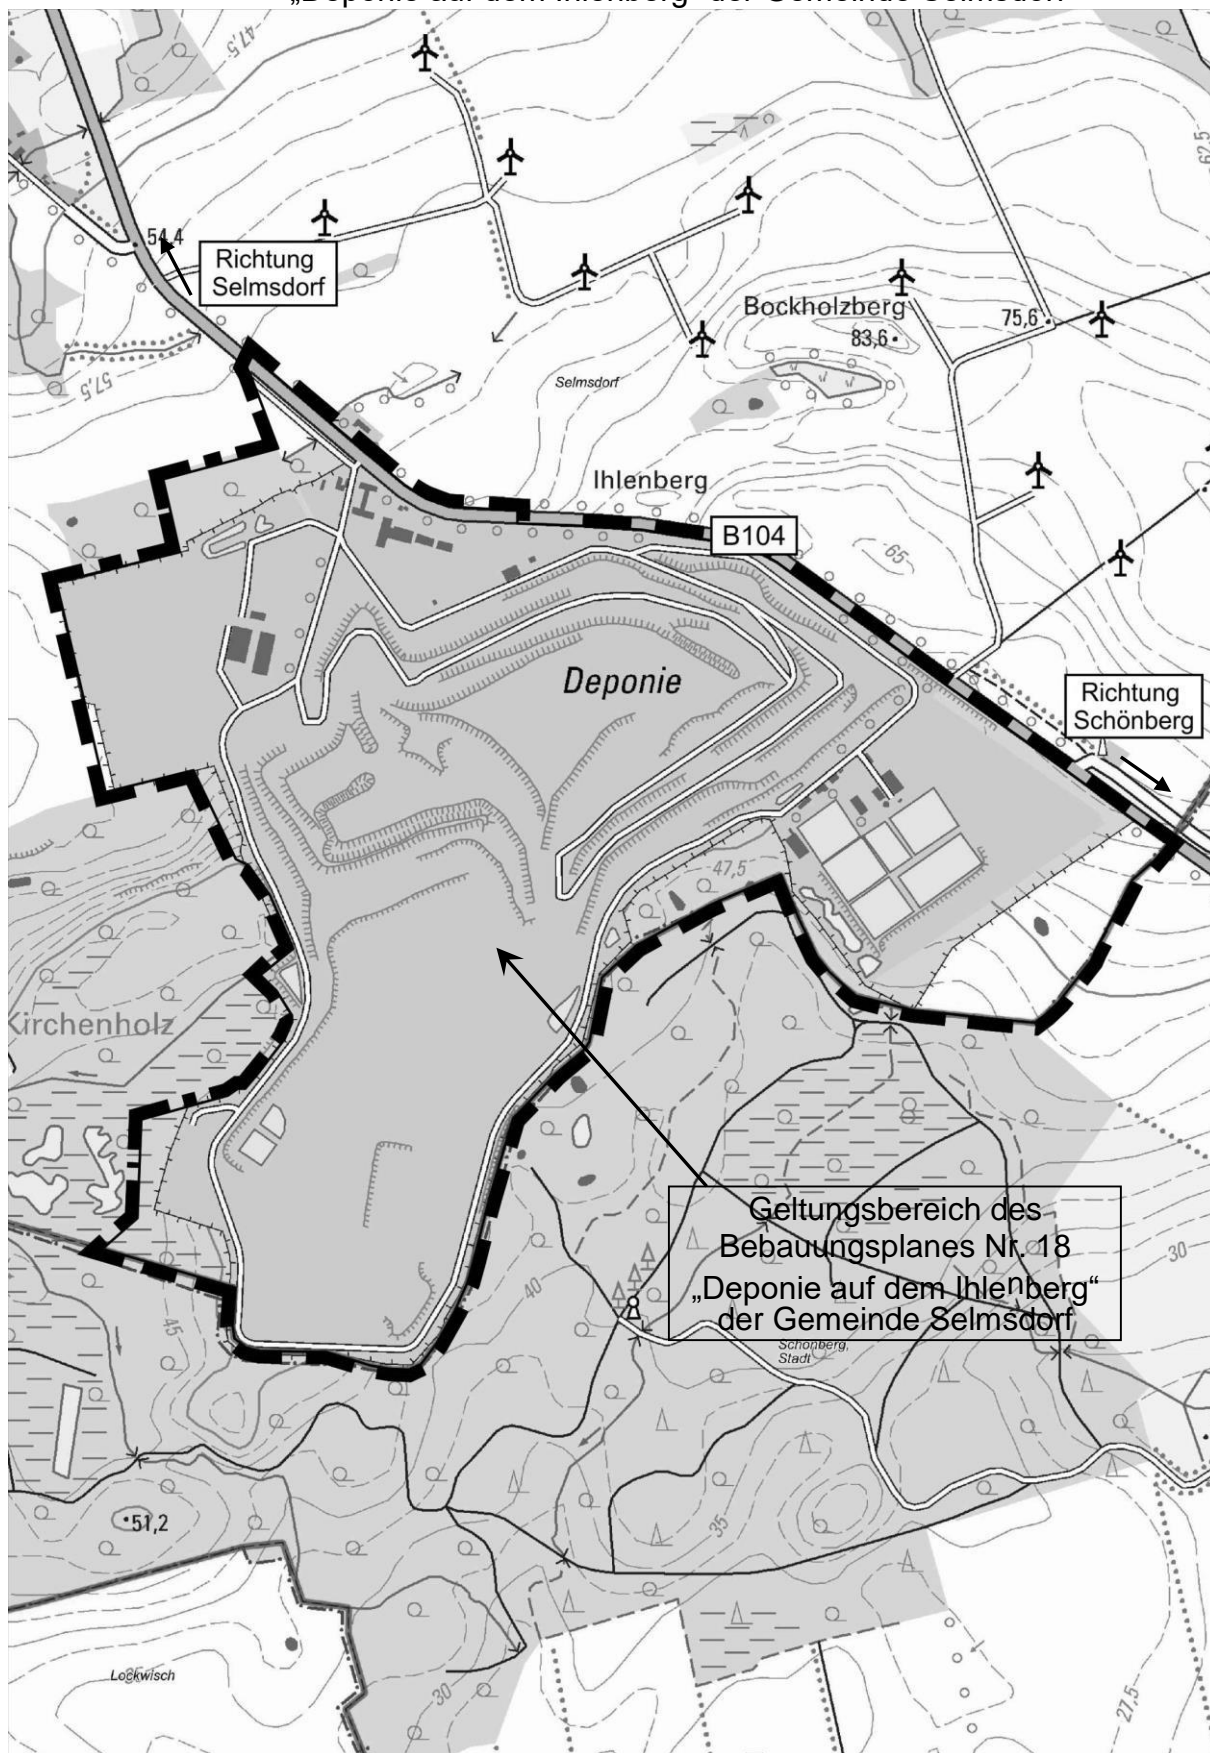 „Deponie auf dem Ihlenberg“ der Gemeinde Selmsdorf
47,5
62,5
54,4
Richtung
Selmsdorf
Bockholzberg
75,6
83,6
57,5
Selmsdorf
Ihlenberg
B104
65
Deponie
Richtung
Schönberg
47,5
Kirchenholz
Geltungsbereich des
Bebauungsplanes Nr. 18
„Deponie auf dem Ihlenberg“
der Gemeinde Selmsdorf
30
40
45
Schönberg,
Stadt
51,2
35
Lockwisch
30
27,5